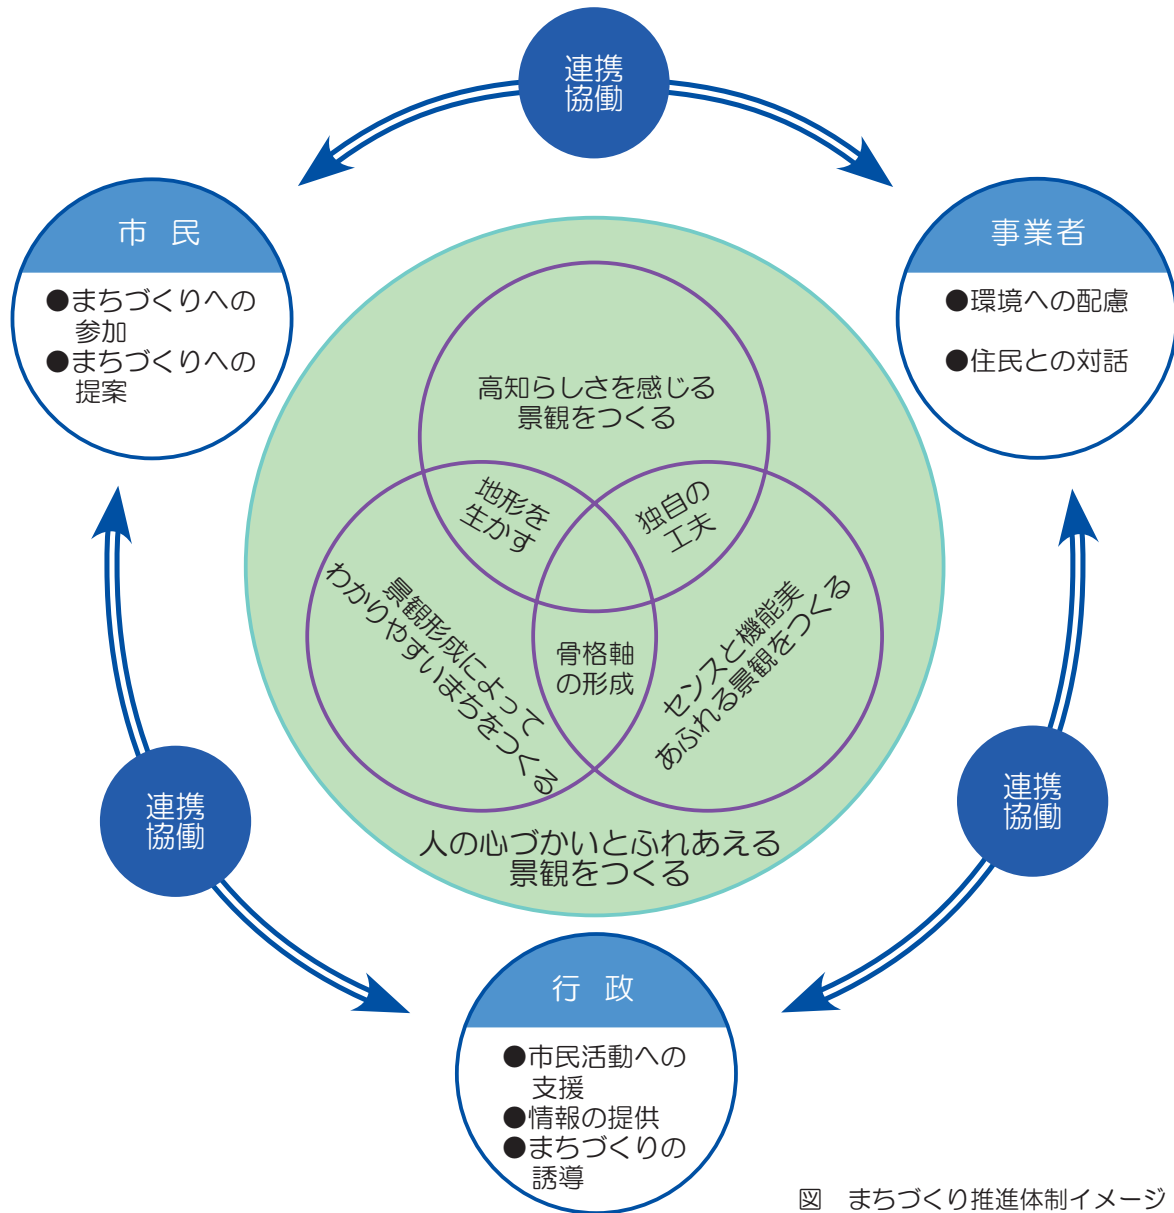 連携
協働
市 民
●まちづくりへの
参加
●まちづくりへの
提案
事業者
●環境への配慮
●住民との対話
高知らしさを感じる
景観をつくる
地形を
生かす
独自の
工夫
景観形成によって
わかりやすいまちをつくる
骨格軸
の形成
センスと機能美
あふれる景観をつくる
人の心づかいとふれあえる
景観をつくる
連携
協働
連携
協働
行 政
●市民活動への
支援
●情報の提供
●まちづくりの
誘導
図 まちづくり推進体制イメージ